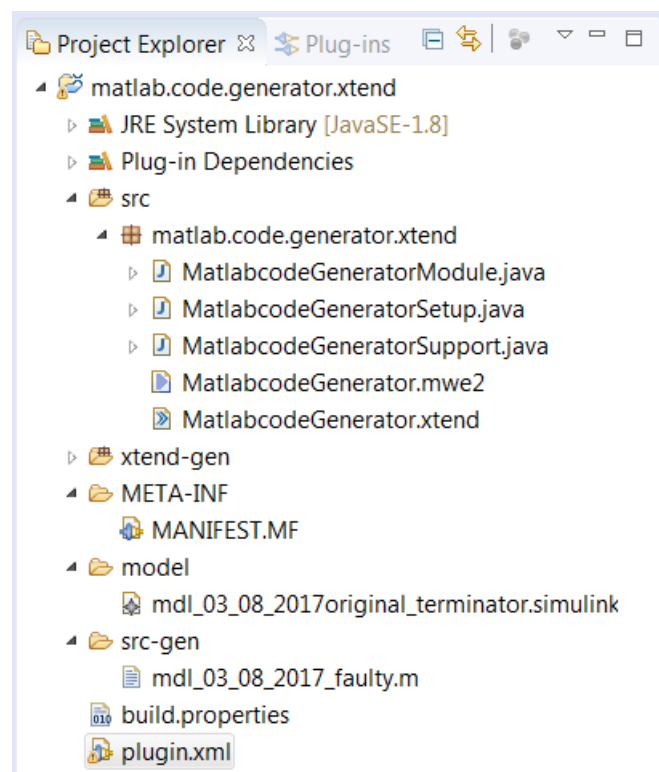 Project Explorer Plug-ins
matlab.code.generator.xtend
JRE System Library [JavaSE-1.8]
Plug-in Dependencies
src
matlab.code.generator.xtend
MatlabcodeGeneratorModule.java
MatlabcodeGeneratorSetup.java
MatlabcodeGeneratorSupport.java
MatlabcodeGenerator.mwe2
MatlabcodeGenerator.xtend
xtend-gen
META-INF
MANIFEST.MF
model
mdl_03_08_2017original_terminator.simulink
src-gen
mdl_03_08_2017_faulty.m
010 build.properties
plugin.xml